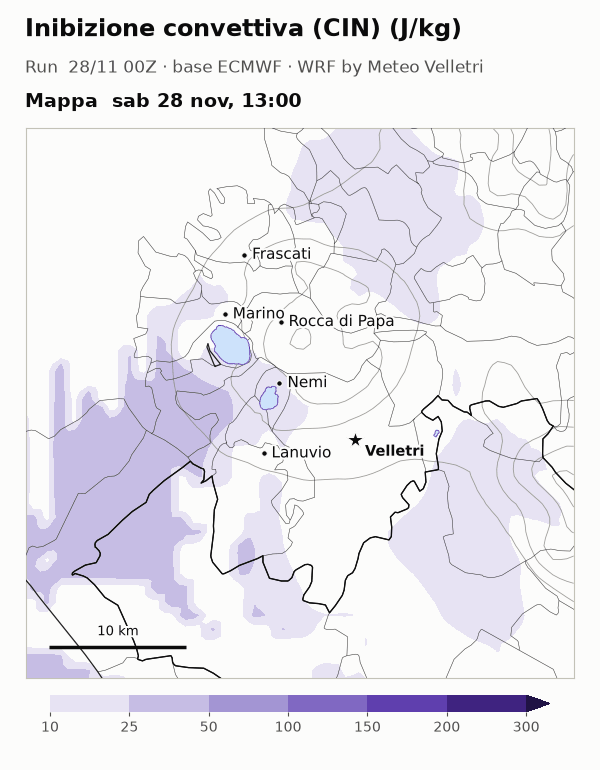 Inibizione convettiva (CIN) (J/kg)
Run  28/11 00Z · base ECMWF · WRF by Meteo Velletri
Mappa  sab 28 nov, 13:00
Frascati
Marino
Rocca di Papa
Nemi
Velletri
Lanuvio
10 km
10 25 50 100 150 200 300